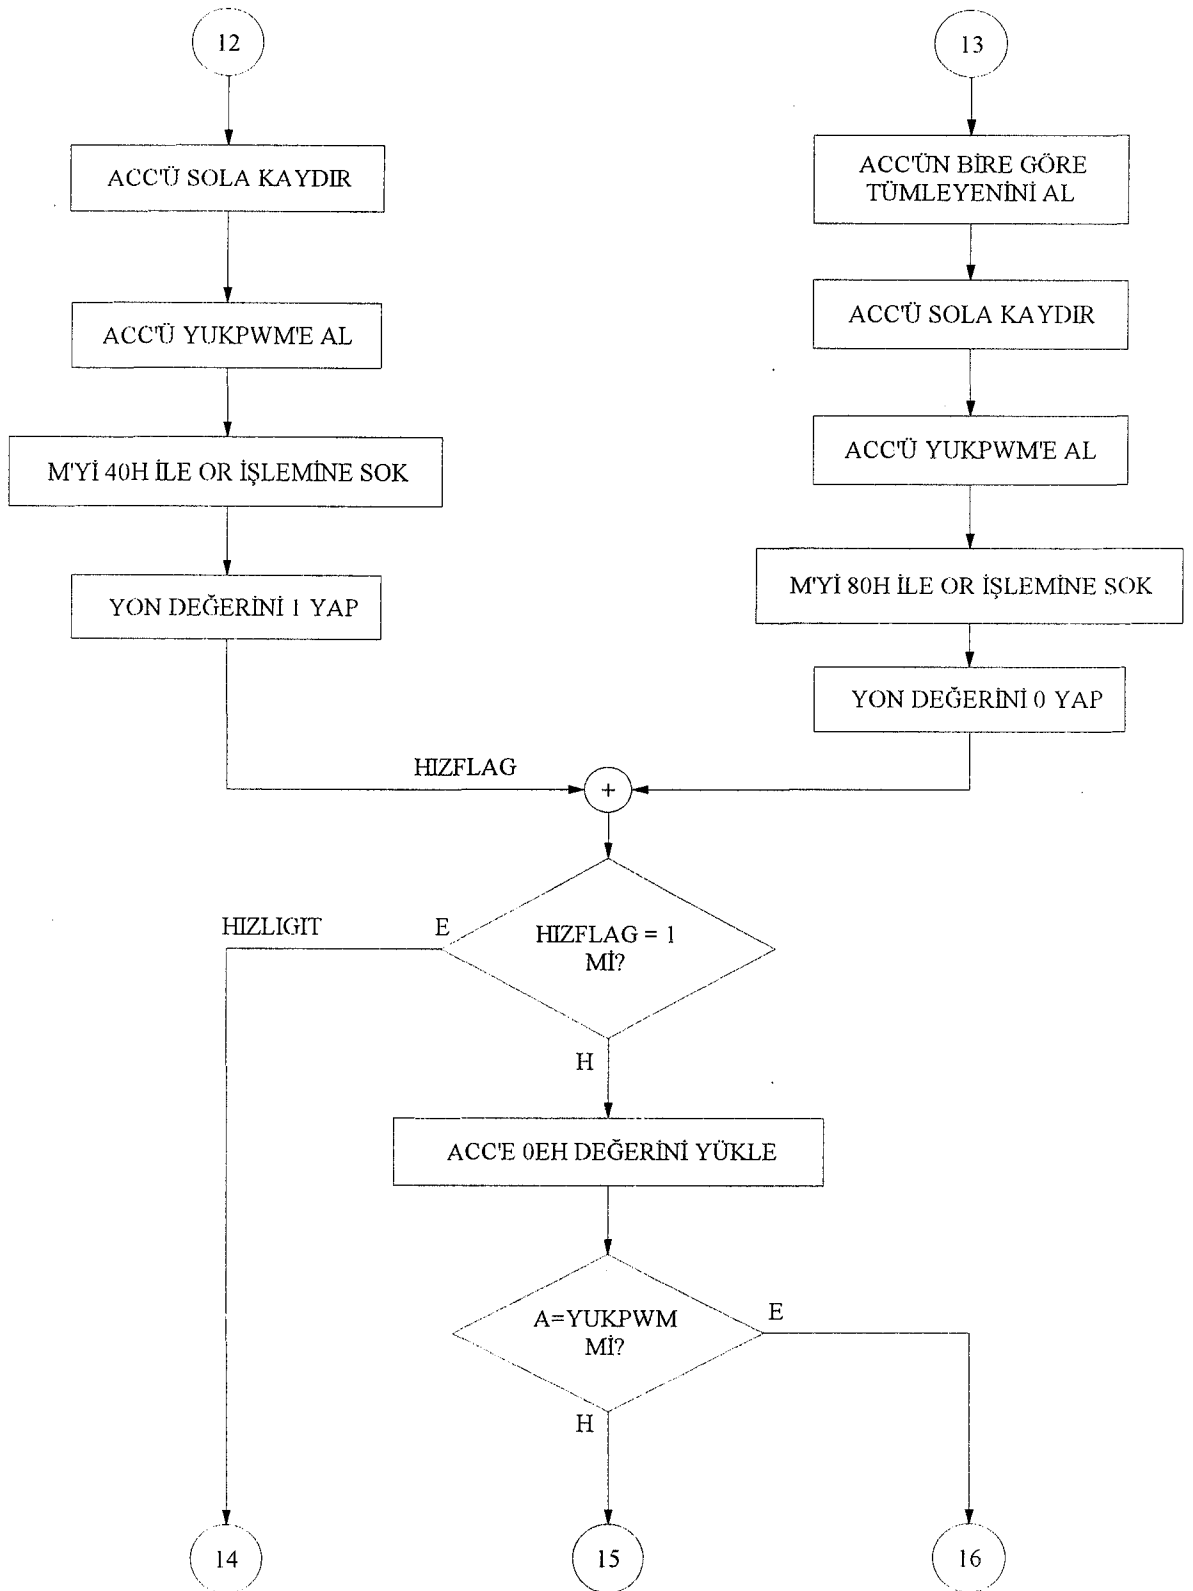 12
ACC'Ü SOLA KAYDIR
ACC'Ü YUKPWM'E AL
M'Yİ 40H İLE OR İŞLEMİNE SOK
YON DEĞERİNİ 1 YAP
13
ACC'ÜN BİRE GÖRE
TÜMLEYENİNİ AL
ACC'Ü SOLA KAYDIR
ACC'Ü YUKPWM'E AL
M'Yİ 80H İLE OR İŞLEMİNE SOK
YON DEĞERİNİ 0 YAP
HIZFLAG
+
HIZLIGIT
E
HIZFLAG = 1
Mİ?
H
ACC'E 0EH DEĞERİNİ YÜKLE
A=YUKPWM
Mİ?
E
H
14
15
16